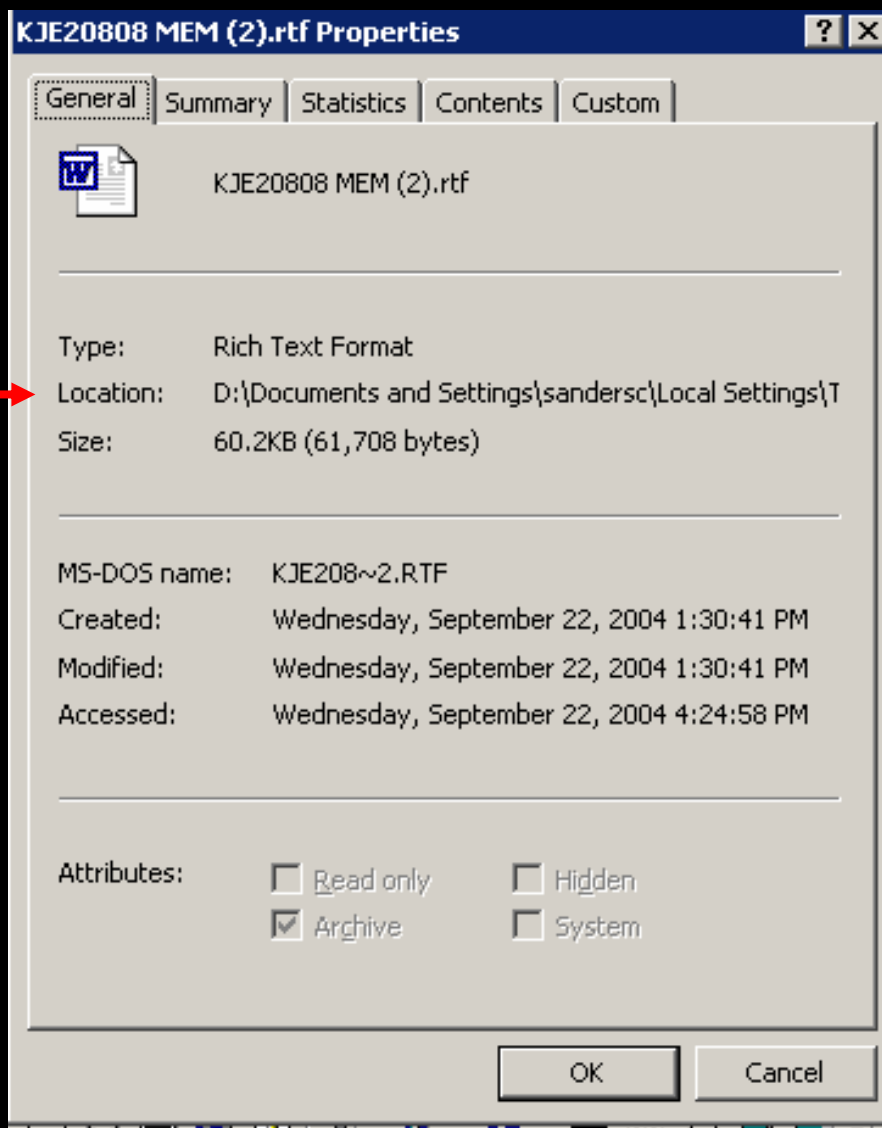 KJE20808 MEM (2).rtf Properties
General Summary Statistics Contents Custom
KJE20808 MEM (2).rtf
Type: Rich Text Format
Location: D:\Documents and Settings\sandersc\Local Settings\T
Size: 60.2KB (61,708 bytes)
MS-DOS name: KJE208~2.RTF
Created: Wednesday, September 22, 2004 1:30:41 PM
Modified: Wednesday, September 22, 2004 1:30:41 PM
Accessed: Wednesday, September 22, 2004 4:24:58 PM
Attributes: Read only Hidden
Archive System
OK Cancel